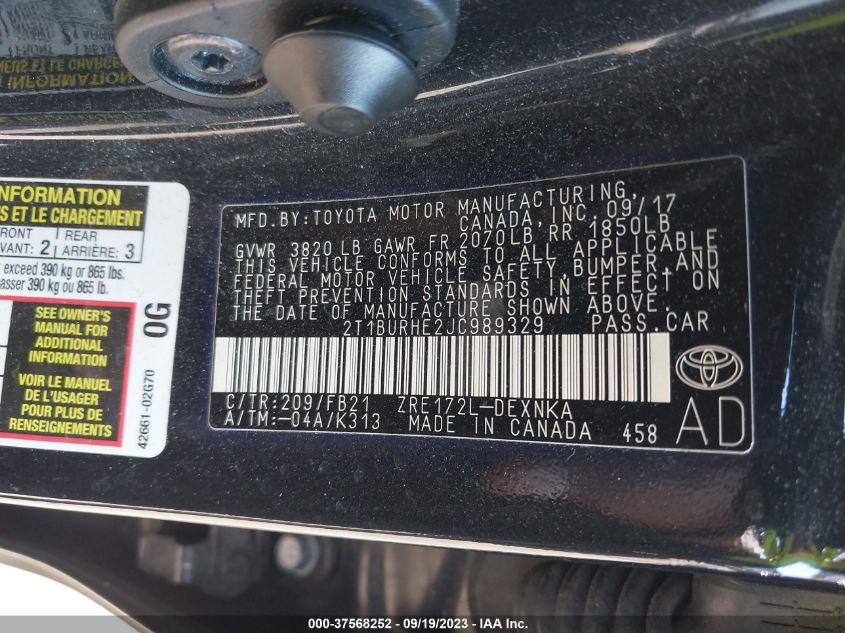 INFORMATION
S ET LE CHARGEMENT
FRONT
AVANT: 2
REAR
ARRIÈRE: 3
exceed 390 kg or 865 lbs.
passer 390 kg ou 865 lb.
SEE OWNER'S
MANUAL FOR
ADDITIONAL
INFORMATION
VOIR LE MANUEL
DE L'USAGER
POUR PLUS DE
RENSEIGNEMENTS
0G
42661-02G70
MFD. BY: TOYOTA MOTOR MANUFACTURING,
CANADA, INC. 09/17
GVWR 3820 LB GAWR FR 2070LB, RR 1850LB
THIS VEHICLE CONFORMS TO ALL APPLICABLE
FEDERAL MOTOR VEHICLE SAFETY, BUMPER, AND
THEFT PREVENTION STANDARDS IN EFFECT ON
THE DATE OF MANUFACTURE SHOWN ABOVE.
2T1BURHE2JC989329 PASS. CAR
C/TR: 209/FB21 ZRE172L-DEXNKA
A/TM: -04A/K313 MADE IN CANADA 458
AD
000-37568252 - 09/19/2023 - IAA Inc.